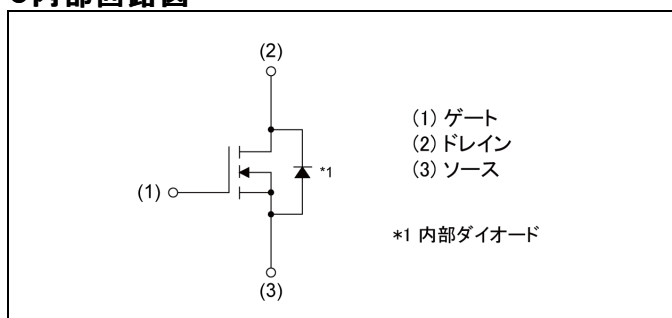 ●内部回路図
(2)
(1) ゲート
(2) ドレイン
(3) ソース
*1
(1)
*1 内部ダイオード
(3)